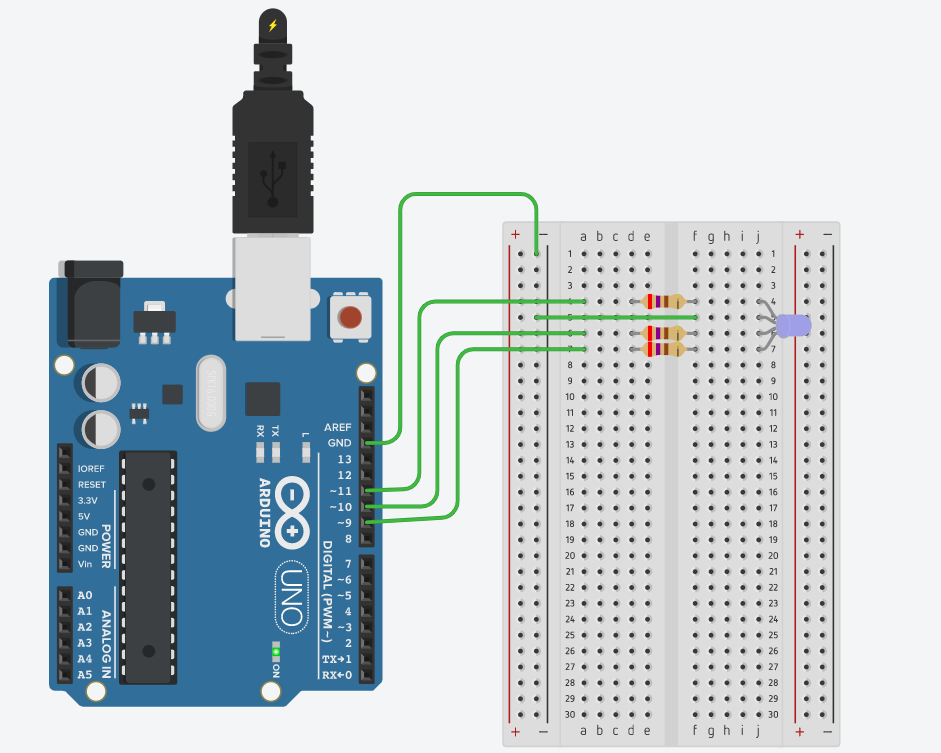 + − a b c d e f g h i j + −
1 1
2 2
3 3
4 4
5
6
7 7
8 8
9 9
10 10
11 11
12 12
13 13
14 14
15 15
16 16
17 17
18 18
19 19
20 20
21 21
22 22
23 23
24 24
25 25
26 26
27 27
28 28
29 29
30 30
+ − a b c d e f g h i j + −
AREF
GND
13
12
~11
~10
~9
8
7
~6
~5
4
~3
2
TX→1
RX←0
DIGITAL (PWM~)
RX
TX
L
ARDUINO
UNO
ON
IOREF
RESET
3.3V
5V
GND
GND
Vin
POWER
A0
A1
A2
A3
A4
A5
ANALOG IN